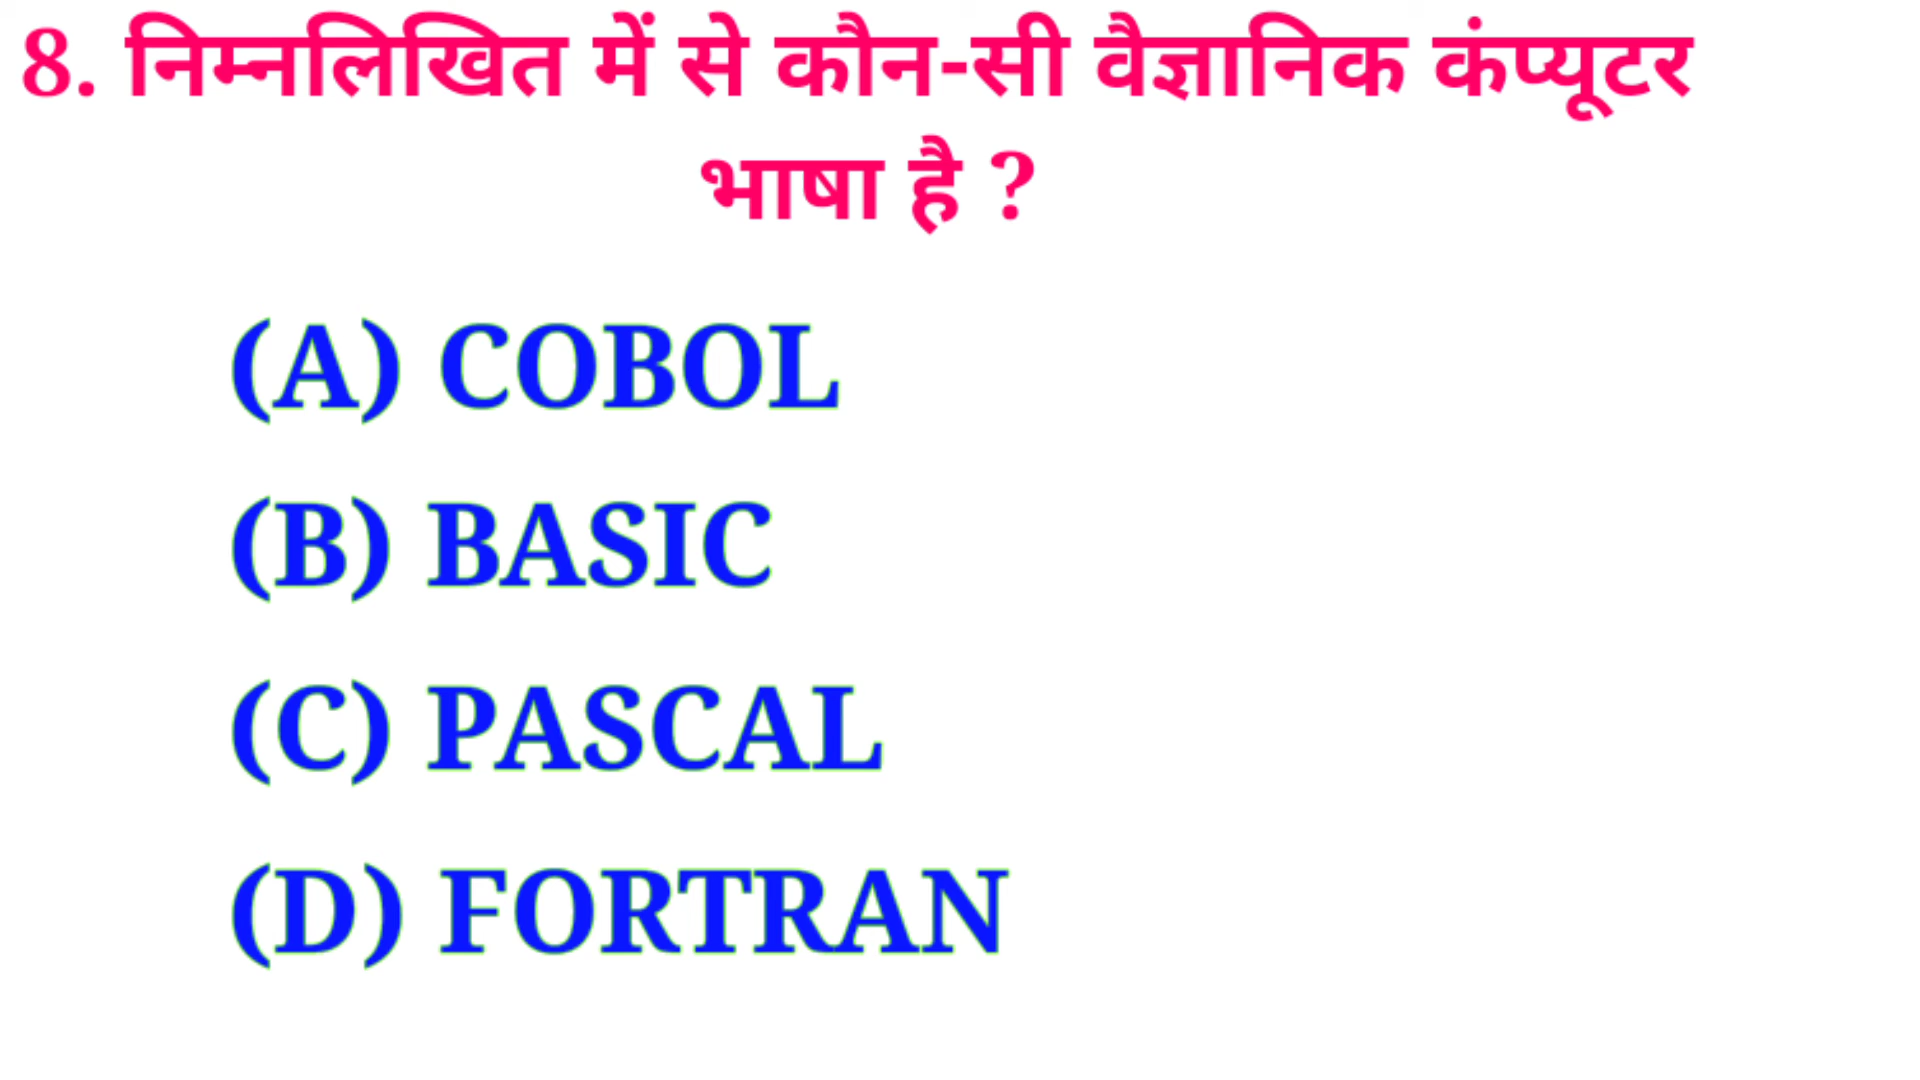 8. निम्नलिखित में से कौन-सी वैज्ञानिक कंप्यूटर
भाषा है ?
(A) COBOL
(B) BASIC
(C) PASCAL
(D) FORTRAN